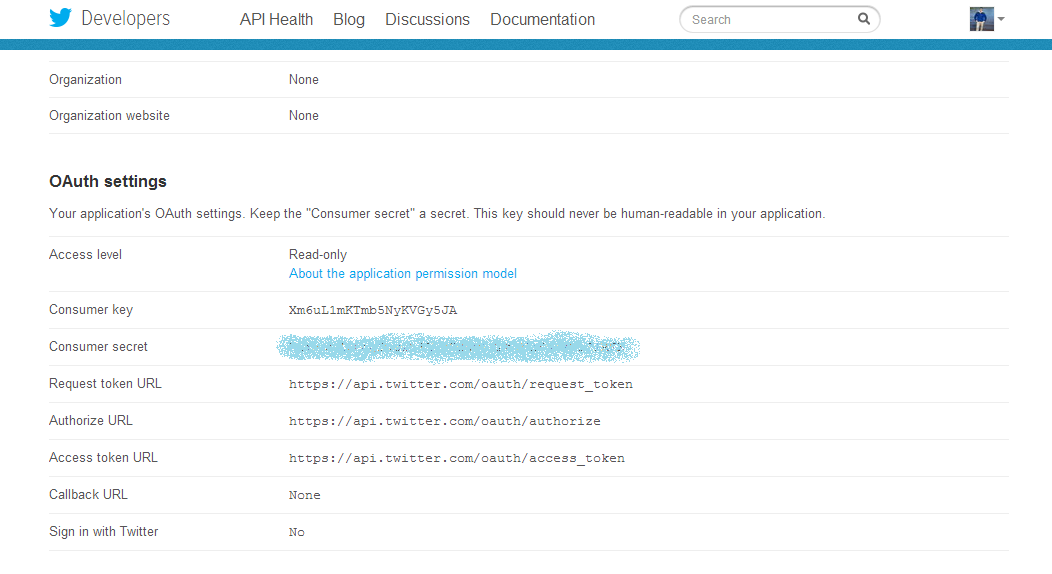 Developers API Health Blog Discussions Documentation Search
Organization None
Organization website None
OAuth settings
Your application's OAuth settings. Keep the "Consumer secret" a secret. This key should never be human-readable in your application.
Access level Read-only
About the application permission model
Consumer key Xm6uL1mKTmb5NyKVGy5JA
Consumer secret
Request token URL https://api.twitter.com/oauth/request_token
Authorize URL https://api.twitter.com/oauth/authorize
Access token URL https://api.twitter.com/oauth/access_token
Callback URL None
Sign in with Twitter No